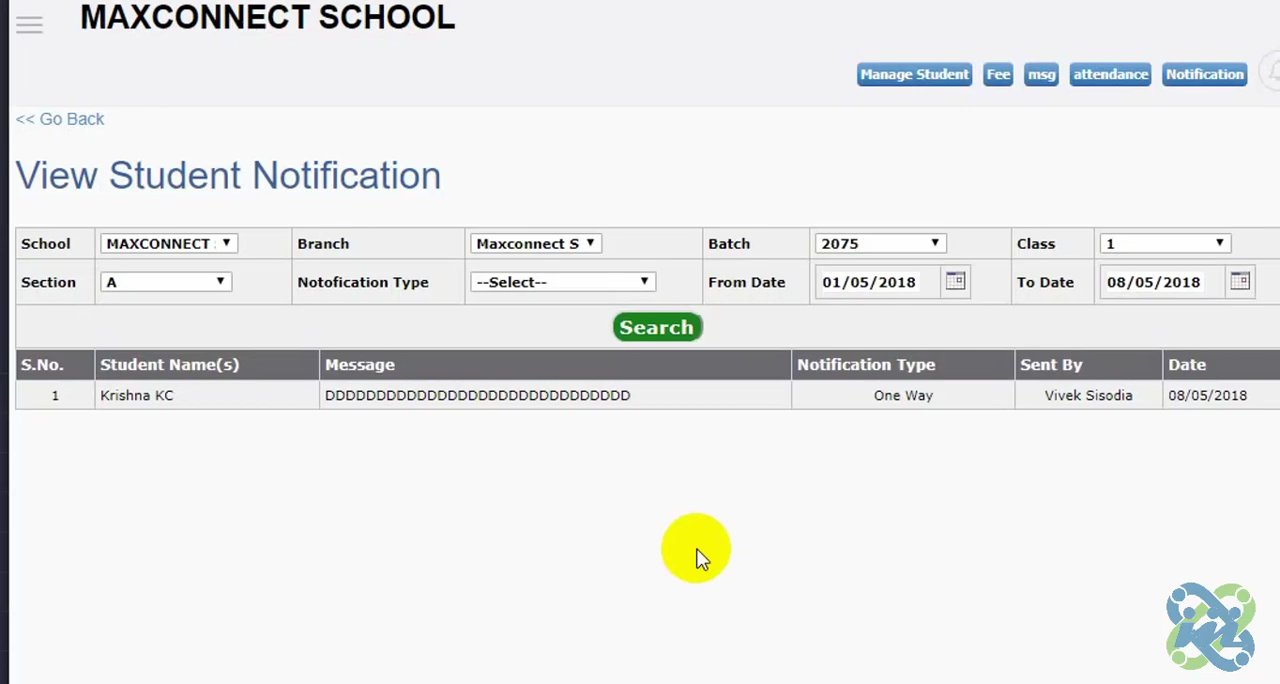 MAXCONNECT SCHOOL
Manage Student Fee msg attendance Notification
<< Go Back
View Student Notification
School MAXCONNECT Branch Maxconnect S Batch 2075 Class 1
Section A Notofication Type --Select-- From Date 01/05/2018 To Date 08/05/2018
Search
S.No. Student Name(s) Message Notification Type Sent By Date
1 Krishna KC DDDDDDDDDDDDDDDDDDDDDDDDDDDDDD One Way Vivek Sisodia 08/05/2018